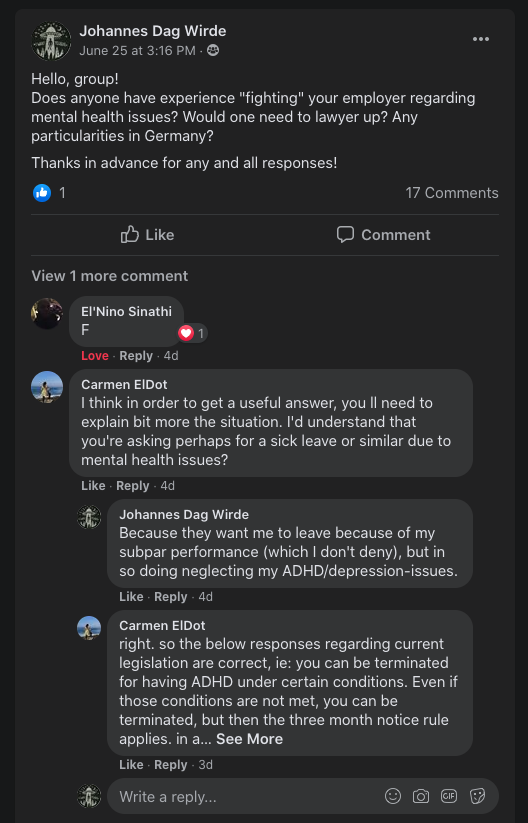 Johannes Dag Wirde
June 25 at 3:16 PM ·
Hello, group!
Does anyone have experience "fighting" your employer regarding
mental health issues? Would one need to lawyer up? Any
particularities in Germany?
Thanks in advance for any and all responses!
1
17 Comments
Like
Comment
View 1 more comment
El'Nino Sinathi
F
1
Love · Reply · 4d
Carmen ElDot
I think in order to get a useful answer, you ll need to
explain bit more the situation. I'd understand that
you're asking perhaps for a sick leave or similar due to
mental health issues?
Like · Reply · 4d
Johannes Dag Wirde
Because they want me to leave because of my
subpar performance (which I don't deny), but in
so doing neglecting my ADHD/depression-issues.
Like · Reply · 4d
Carmen ElDot
right. so the below responses regarding current
legislation are correct, ie: you can be terminated
for having ADHD under certain conditions. Even if
those conditions are not met, you can be
terminated, but then the three month notice rule
applies. in a... See More
Like · Reply · 3d
Write a reply...
GIF